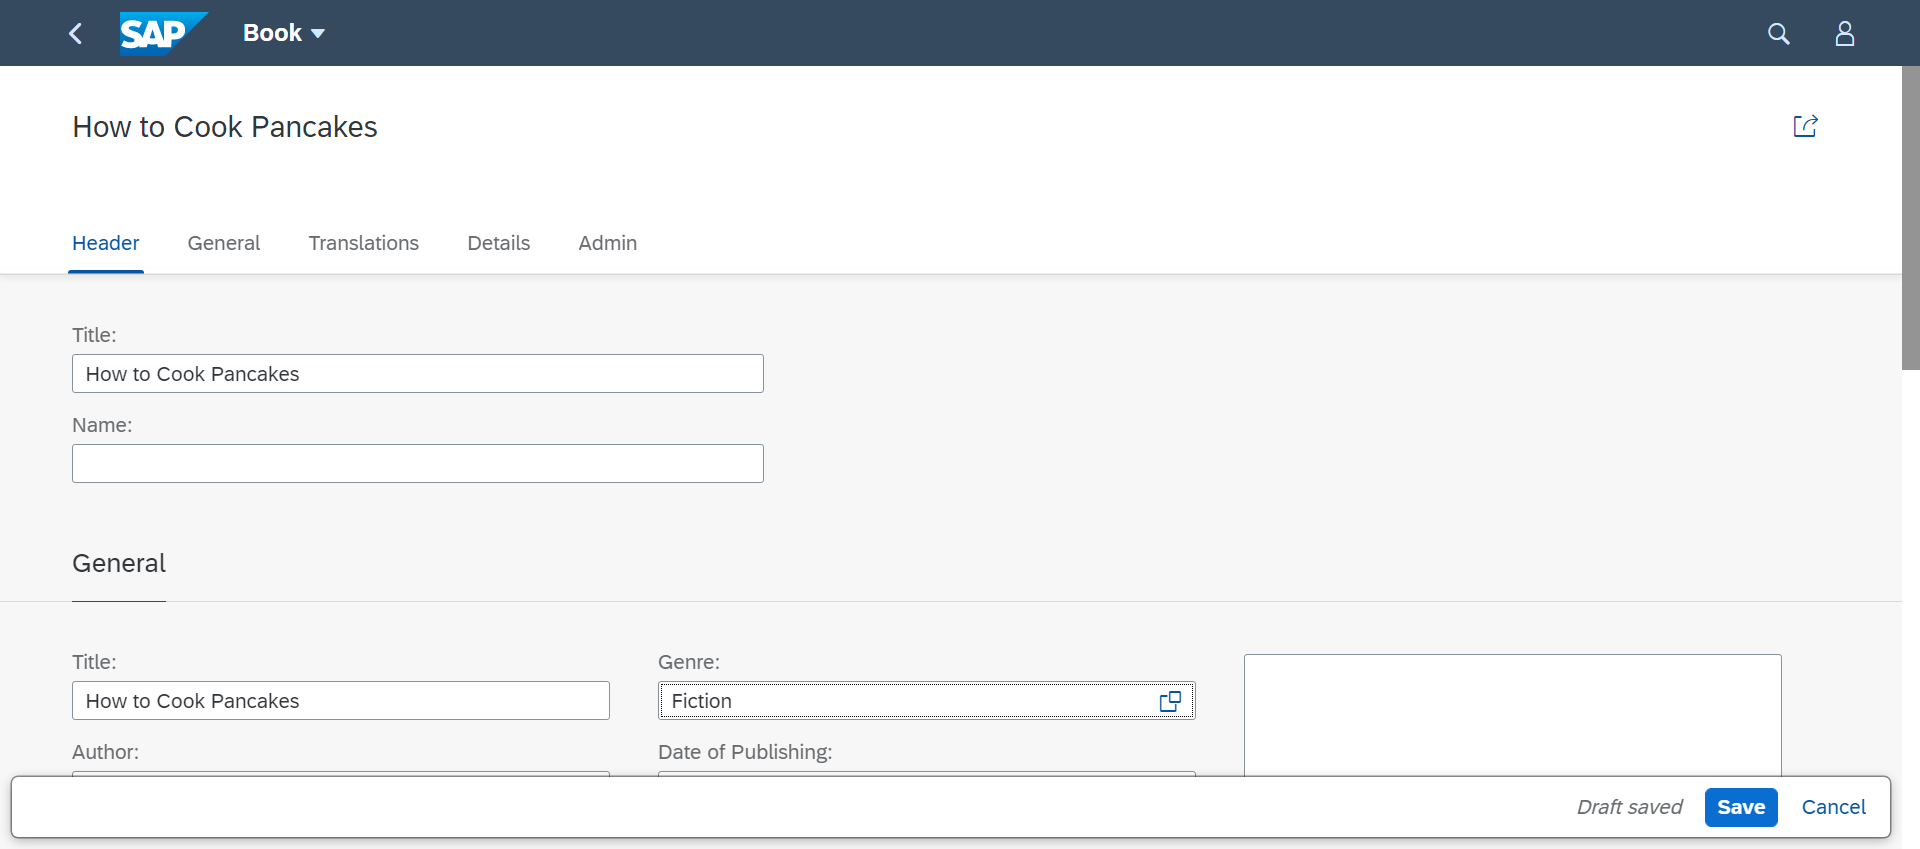 SAP
Book
How to Cook Pancakes
Header General Translations Details Admin
Title:
How to Cook Pancakes
Name:
General
Title:
How to Cook Pancakes
Genre:
Fiction
Author:
Date of Publishing:
Draft saved Save Cancel